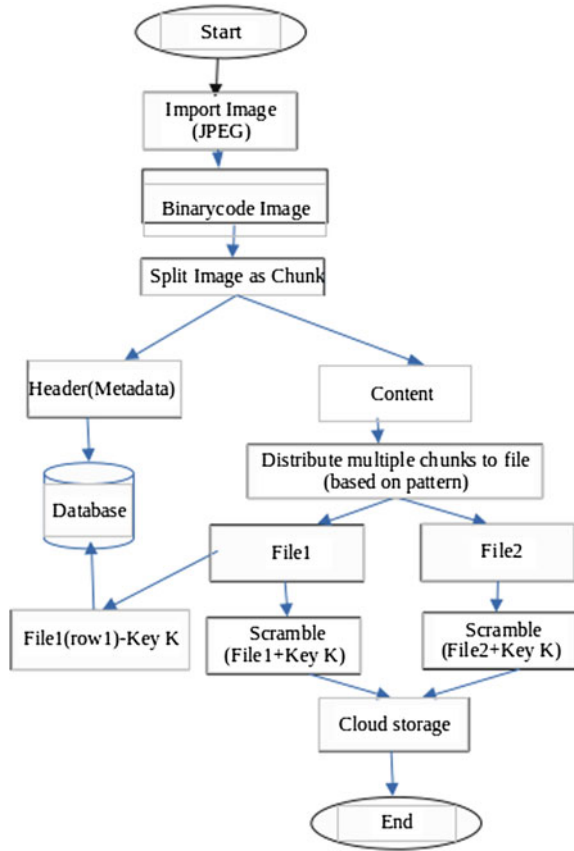 Start
Import Image
(JPEG)
Binarycode Image
Split Image as Chunk
Header(Metadata)
Content
Distribute multiple chunks to file
(based on pattern)
Database
File1
File2
File1(row1)-Key K
Scramble
(File1+Key K)
Scramble
(File2+Key K)
Cloud storage
End